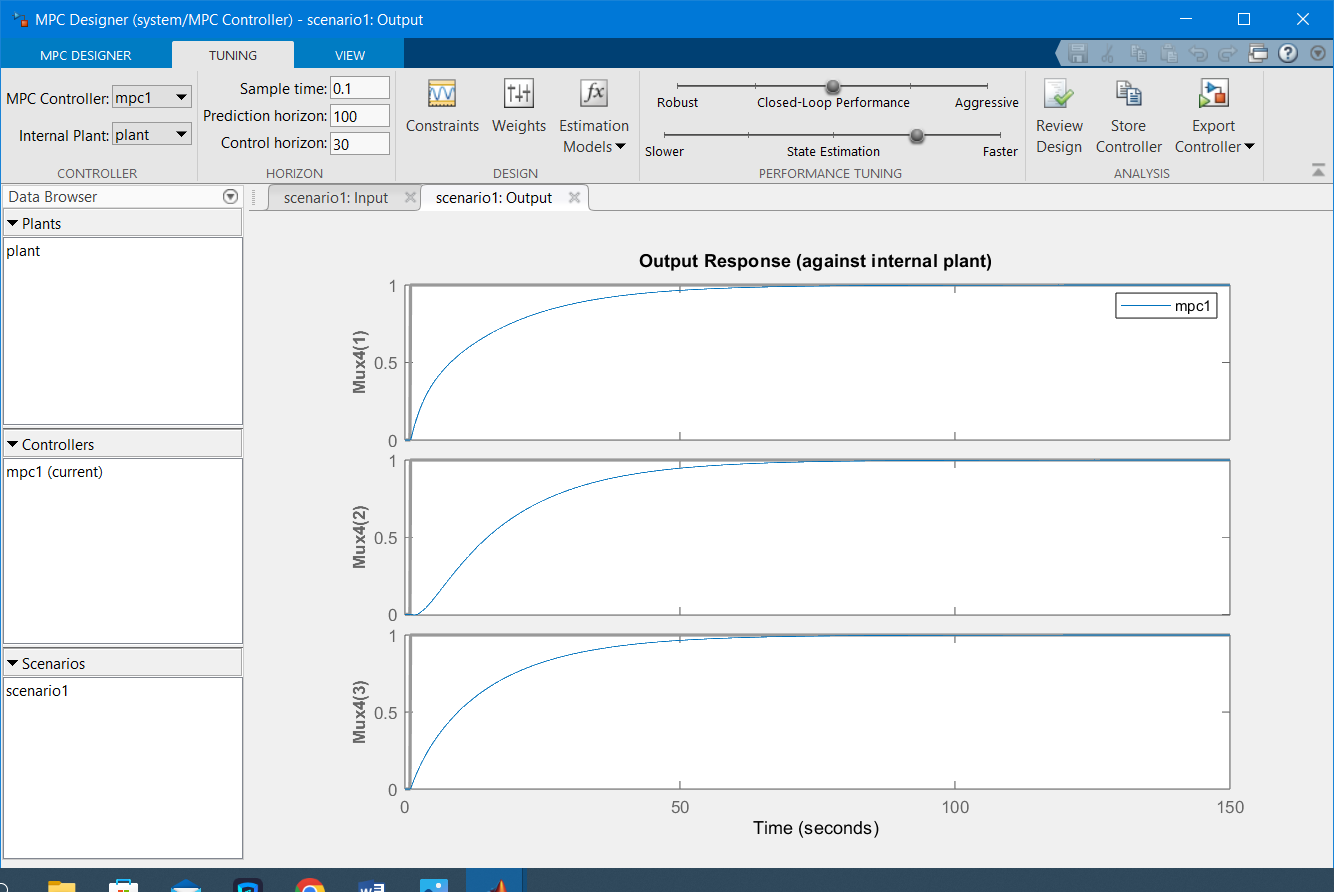 MPC Designer (system/MPC Controller) - scenario1: Output
MPC DESIGNER TUNING VIEW
MPC Controller: mpc1
Internal Plant: plant
CONTROLLER
Sample time: 0.1
Prediction horizon: 100
Control horizon: 30
HORIZON
Constraints
Weights
fx
Estimation
Models
DESIGN
Robust Closed-Loop Performance Aggressive
Slower State Estimation Faster
PERFORMANCE TUNING
Review
Design
Store
Controller
Export
Controller
ANALYSIS
?
Data Browser
Plants
plant
Controllers
mpc1 (current)
Scenarios
scenario1
scenario1: Input
scenario1: Output
Output Response (against internal plant)
mpc1
Mux4(1)
1
0.5
0
Mux4(2)
1
0.5
0
Mux4(3)
1
0.5
0
0 50 100 150
Time (seconds)